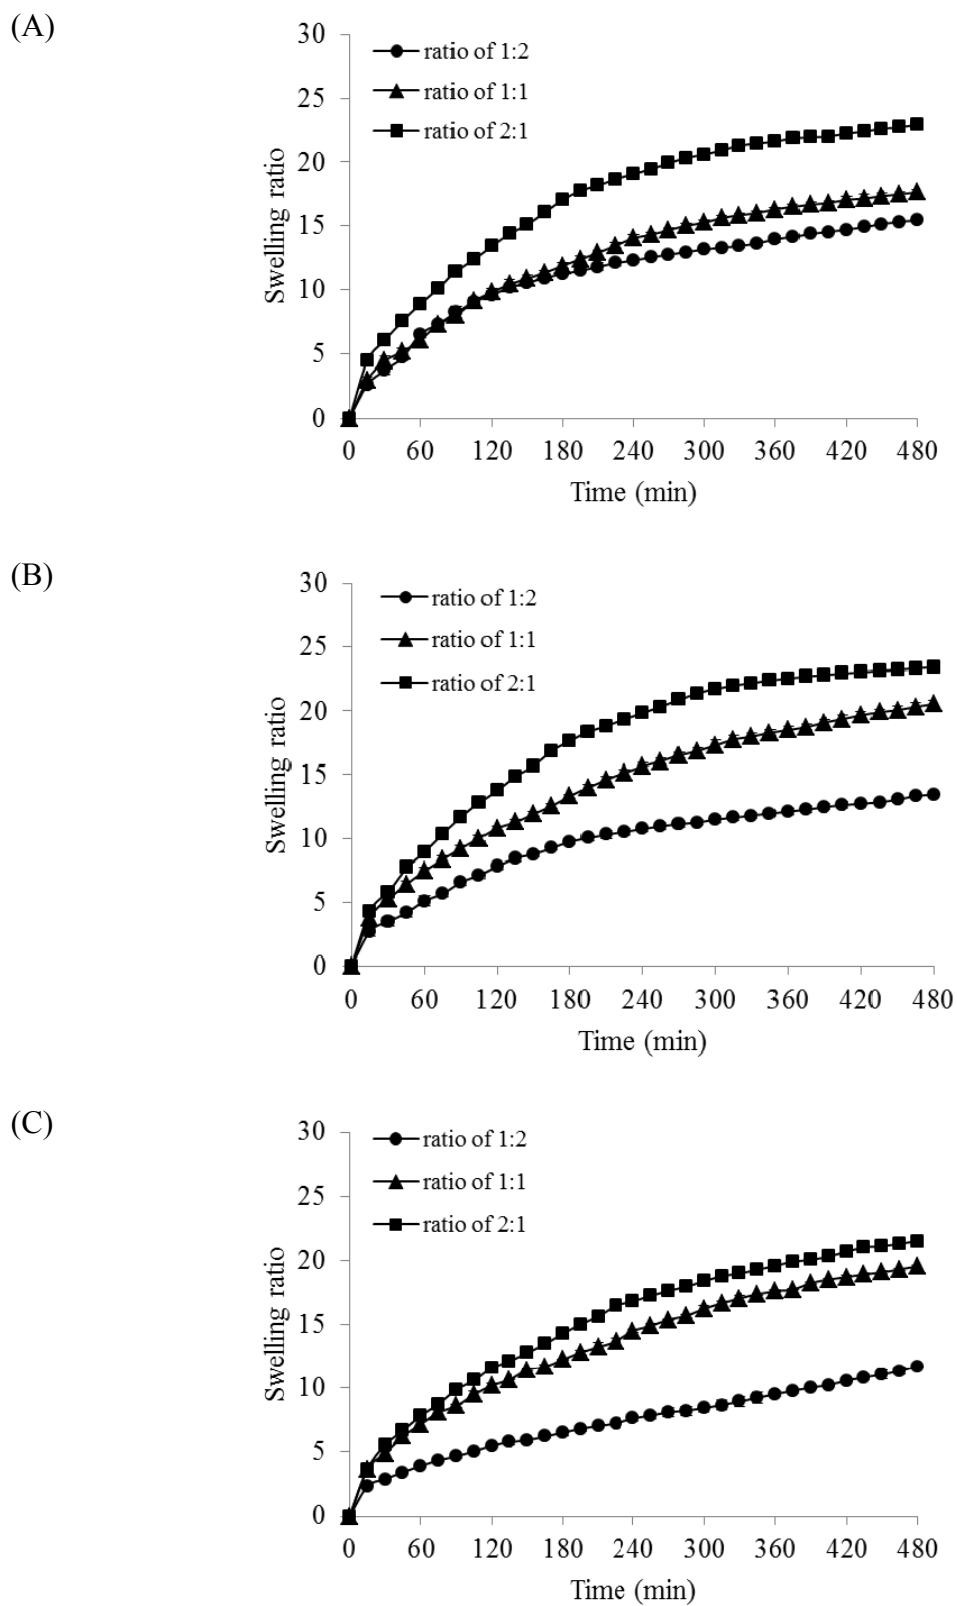 (A)
30
25
20
15
10
5
0
Swelling ratio
ratio of 1:2
ratio of 1:1
ratio of 2:1
0 60 120 180 240 300 360 420 480
Time (min)
(B)
30
25
20
15
10
5
0
Swelling ratio
ratio of 1:2
ratio of 1:1
ratio of 2:1
0 60 120 180 240 300 360 420 480
Time (min)
(C)
30
25
20
15
10
5
0
Swelling ratio
ratio of 1:2
ratio of 1:1
ratio of 2:1
0 60 120 180 240 300 360 420 480
Time (min)